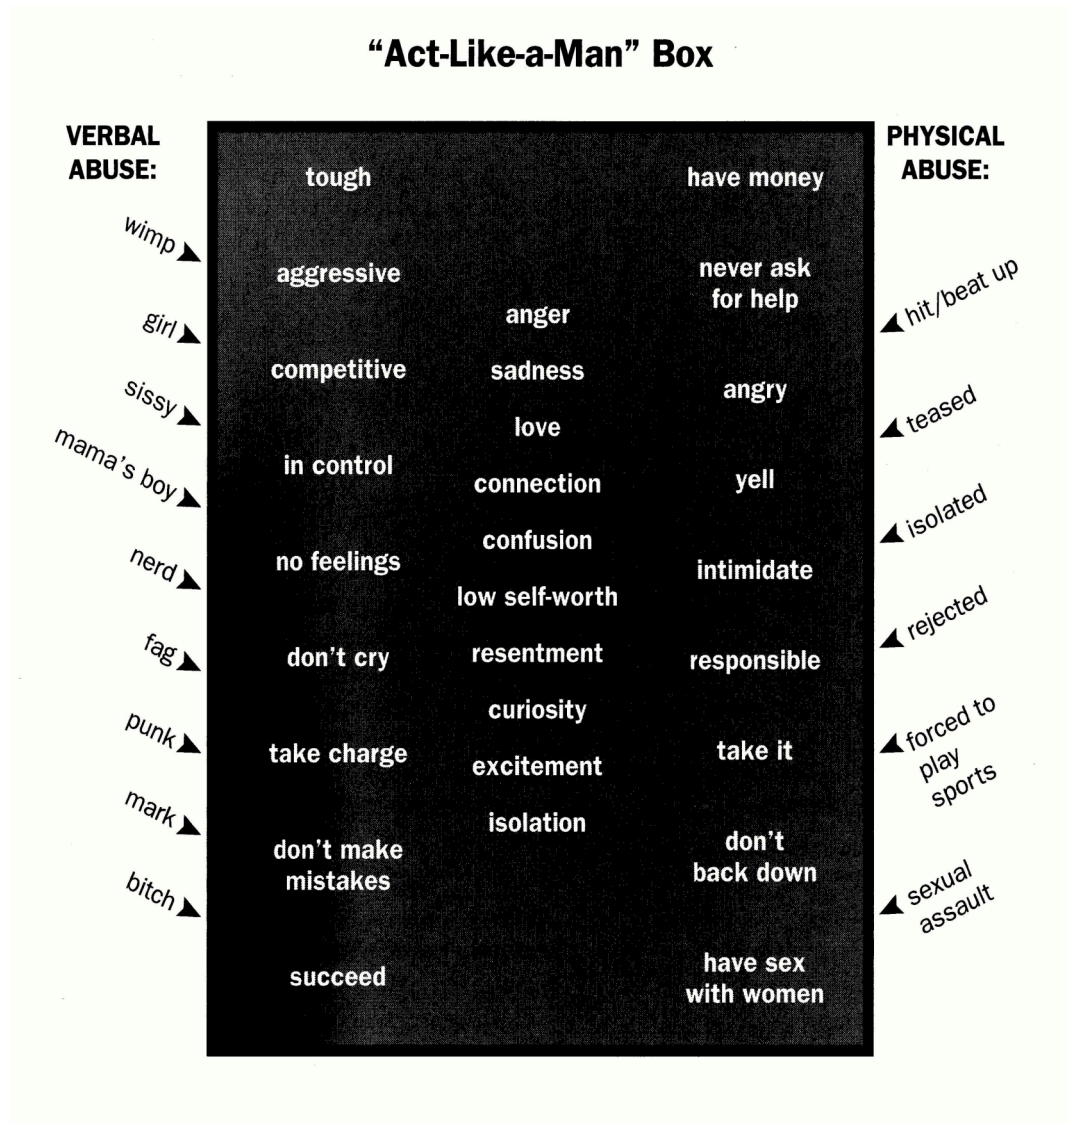 “Act-Like-a-Man” Box
VERBAL
ABUSE:
wimp
girl
sissy
mama’s boy
nerd
fag
punk
mark
bitch
tough
aggressive
competitive
in control
no feelings
don’t cry
take charge
don’t make
mistakes
succeed
anger
sadness
love
connection
confusion
low self-worth
resentment
curiosity
excitement
isolation
have money
never ask
for help
angry
yell
intimidate
responsible
take it
don’t
back down
have sex
with women
PHYSICAL
ABUSE:
hit/beat up
teased
isolated
rejected
forced to
play
sports
sexual
assault